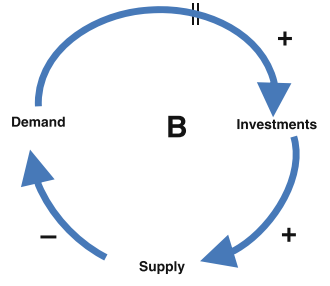 +
Demand
B
Investments
−
+
Supply